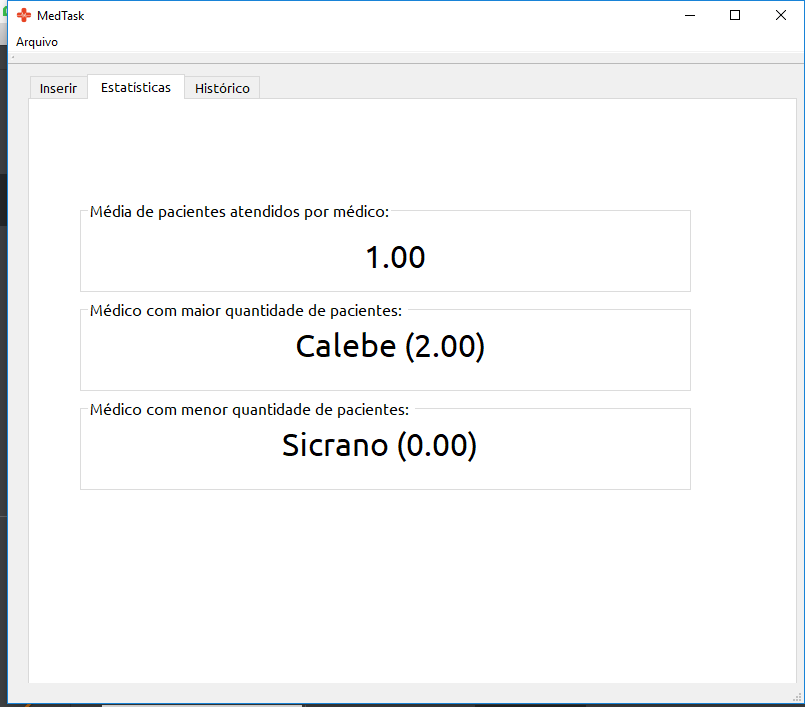 MedTask
Arquivo
Inserir Estatísticas Histórico
Média de pacientes atendidos por médico:
1.00
Médico com maior quantidade de pacientes:
Calebe (2.00)
Médico com menor quantidade de pacientes:
Sicrano (0.00)